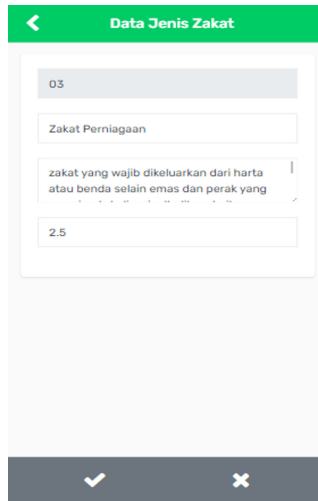 Data Jenis Zakat
03
Zakat Perniagaan
zakat yang wajib dikeluarkan dari harta
atau benda selain emas dan perak yang
2.5